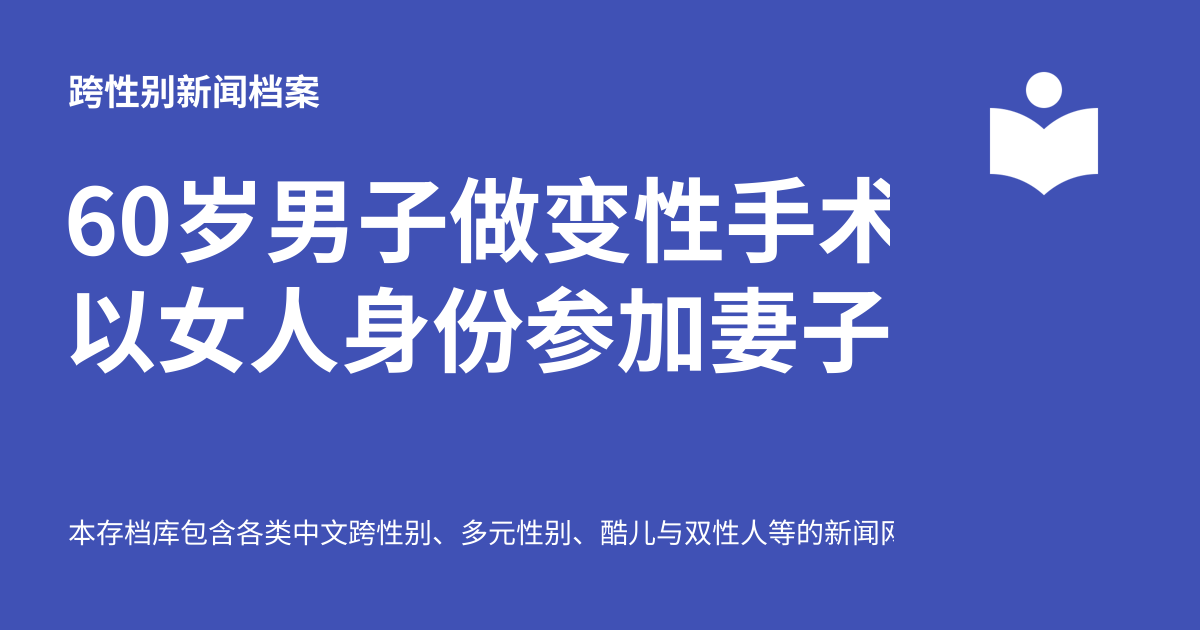 跨性别新闻档案
60岁男子做变性手术
以女人身份参加妻子
本存档库包含各类中文跨性别、多元性别、酷儿与双性人等的新闻网